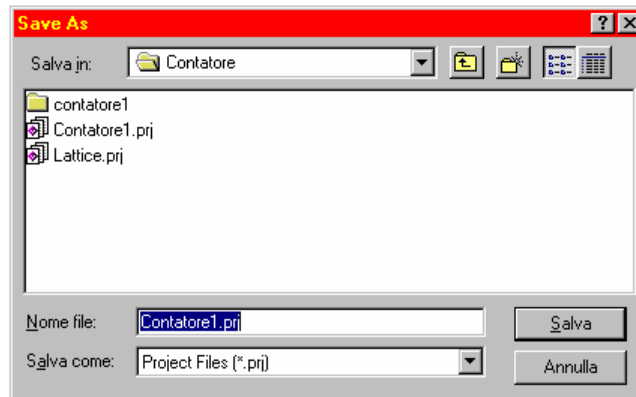 Save As
Salva in: Contatore
contatore1
Contatore1.prj
Lattice.prj
Nome file: Contatore1.prj Salva
Salva come: Project Files (*.prj) Annulla